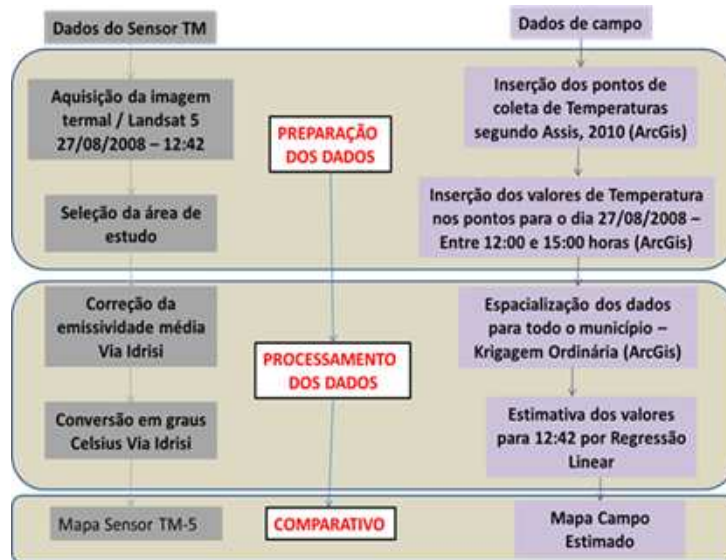 Dados do Sensor TM
Aquisição da imagem
termal / Landsat 5
27/08/2008 – 12:42
Seleção da área de
estudo
Correção da
emissividade média
Via Idrisi
Conversão em graus
Celsius Via Idrisi
Mapa Sensor TM-5
PREPARAÇÃO
DOS DADOS
PROCESSAMENTO
DOS DADOS
COMPARATIVO
Dados de campo
Inserção dos pontos de
coleta de Temperaturas
segundo Assis, 2010 (ArcGis)
Inserção dos valores de Temperatura
nos pontos para o dia 27/08/2008 –
Entre 12:00 e 15:00 horas (ArcGis)
Espacialização dos dados
para todo o município –
Krigagem Ordinária (ArcGis)
Estimativa dos valores
para 12:42 por Regressão
Linear
Mapa Campo
Estimado